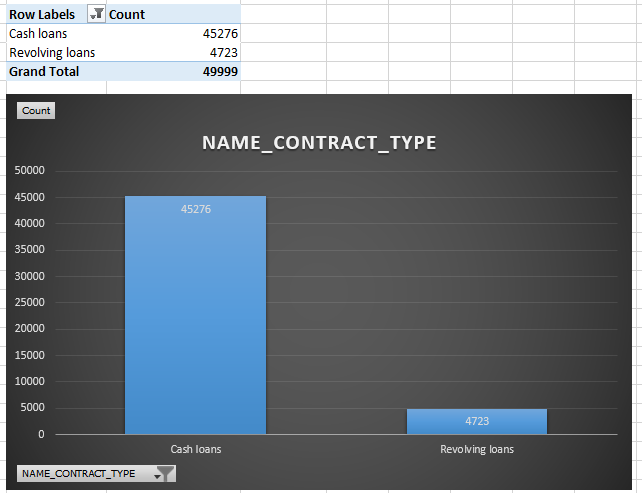 Row Labels Count
Cash loans 45276
Revolving loans 4723
Grand Total 49999
Count
NAME_CONTRACT_TYPE
50000
45000
40000
35000
30000
25000
20000
15000
10000
5000
0
45276
4723
Cash loans Revolving loans
NAME_CONTRACT_TYPE